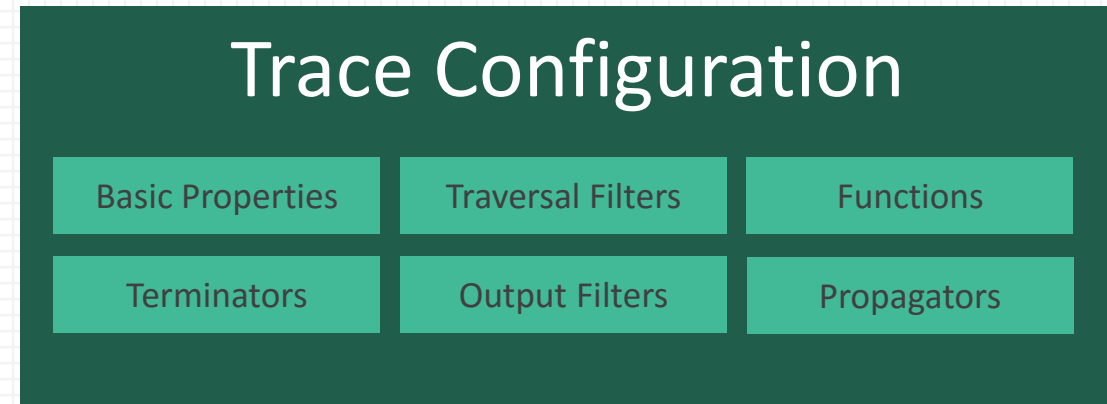 Trace Configuration
Basic Properties
Traversal Filters
Functions
Terminators
Output Filters
Propagators